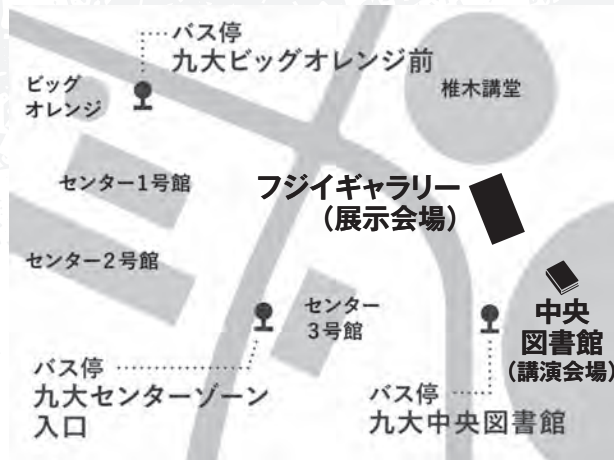 バス停
九大ビッグオレンジ前
ビッグ
オレンジ
椎木講堂
センター1号館
フジイギャラリー
（展示会場）
センター2号館
センター
3号館
中央
図書館
（講演会場）
バス停
九大センターゾーン
入口
バス停
九大中央図書館